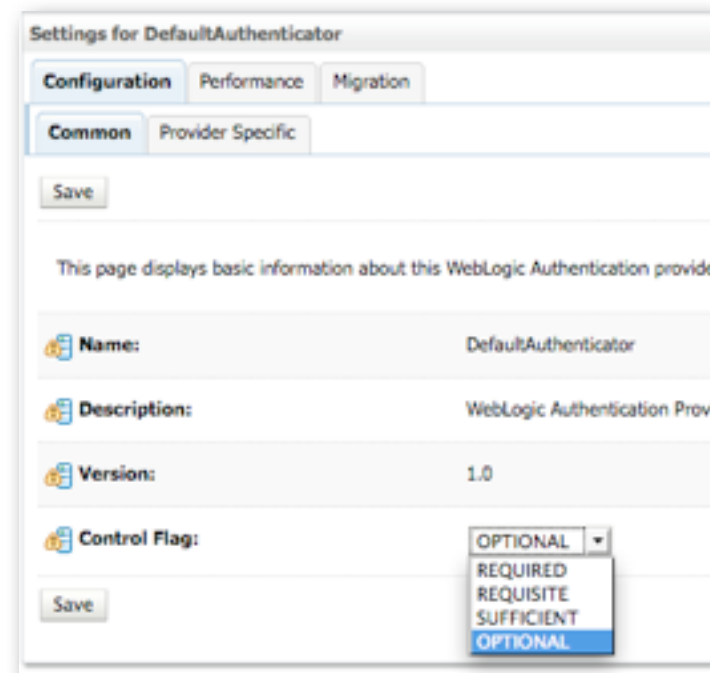 Settings for DefaultAuthenticator
Configuration Performance Migration
Common Provider Specific
Save
This page displays basic information about this WebLogic Authentication provide
Name: DefaultAuthenticator
Description: WebLogic Authentication Prov
Version: 1.0
Control Flag: OPTIONAL
REQUIRED
REQUISITE
SUFFICIENT
OPTIONAL
Save